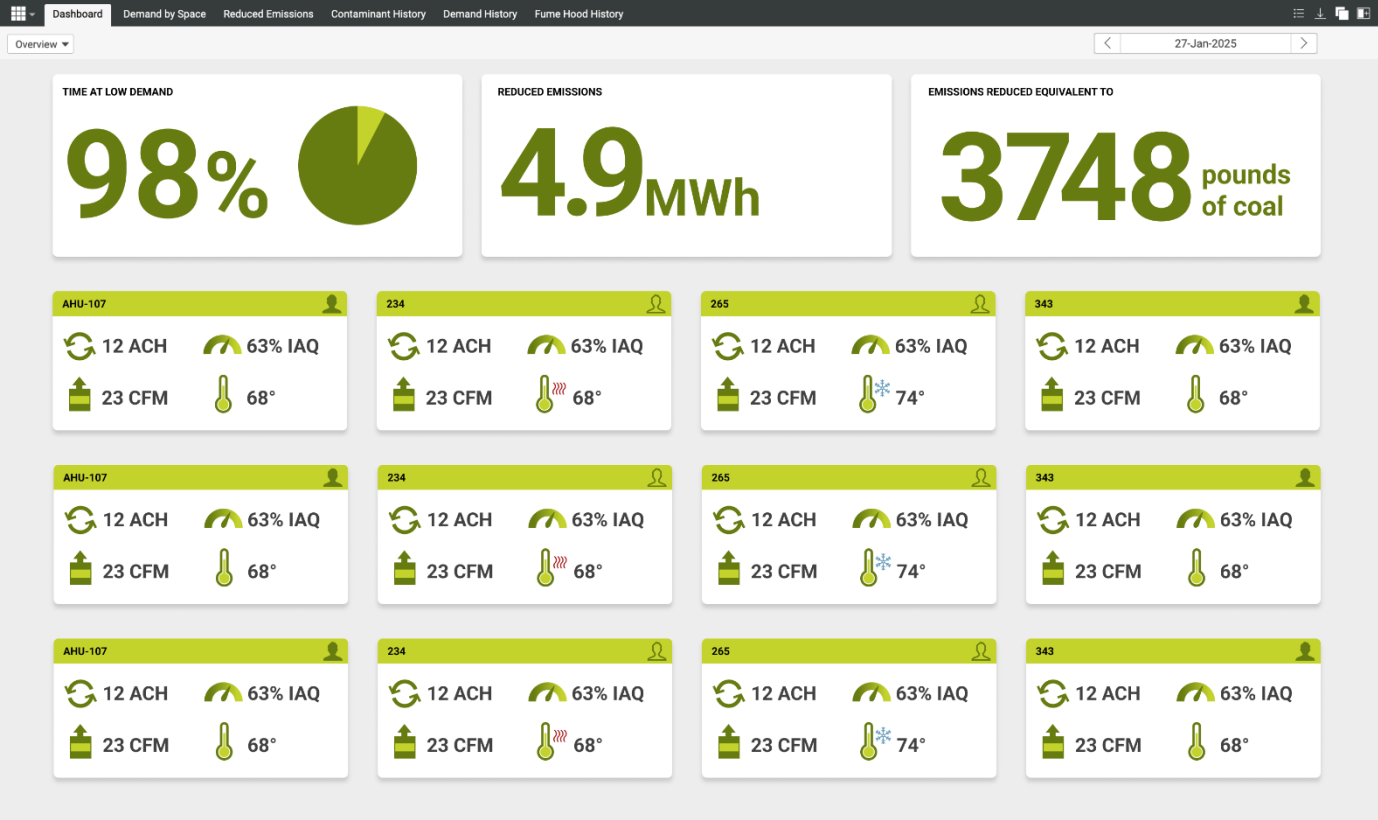 Dashboard Demand by Space Reduced Emissions Contaminant History Demand History Fume Hood History
Overview 27-Jan-2025
TIME AT LOW DEMAND
98%
REDUCED EMISSIONS
4.9 MWh
EMISSIONS REDUCED EQUIVALENT TO
3748 pounds
of coal
AHU-107
12 ACH 63% IAQ
23 CFM 68°
234
12 ACH 63% IAQ
23 CFM 68°
265
12 ACH 63% IAQ
23 CFM 74°
343
12 ACH 63% IAQ
23 CFM 68°
AHU-107
12 ACH 63% IAQ
23 CFM 68°
234
12 ACH 63% IAQ
23 CFM 68°
265
12 ACH 63% IAQ
23 CFM 74°
343
12 ACH 63% IAQ
23 CFM 68°
AHU-107
12 ACH 63% IAQ
23 CFM 68°
234
12 ACH 63% IAQ
23 CFM 68°
265
12 ACH 63% IAQ
23 CFM 74°
343
12 ACH 63% IAQ
23 CFM 68°